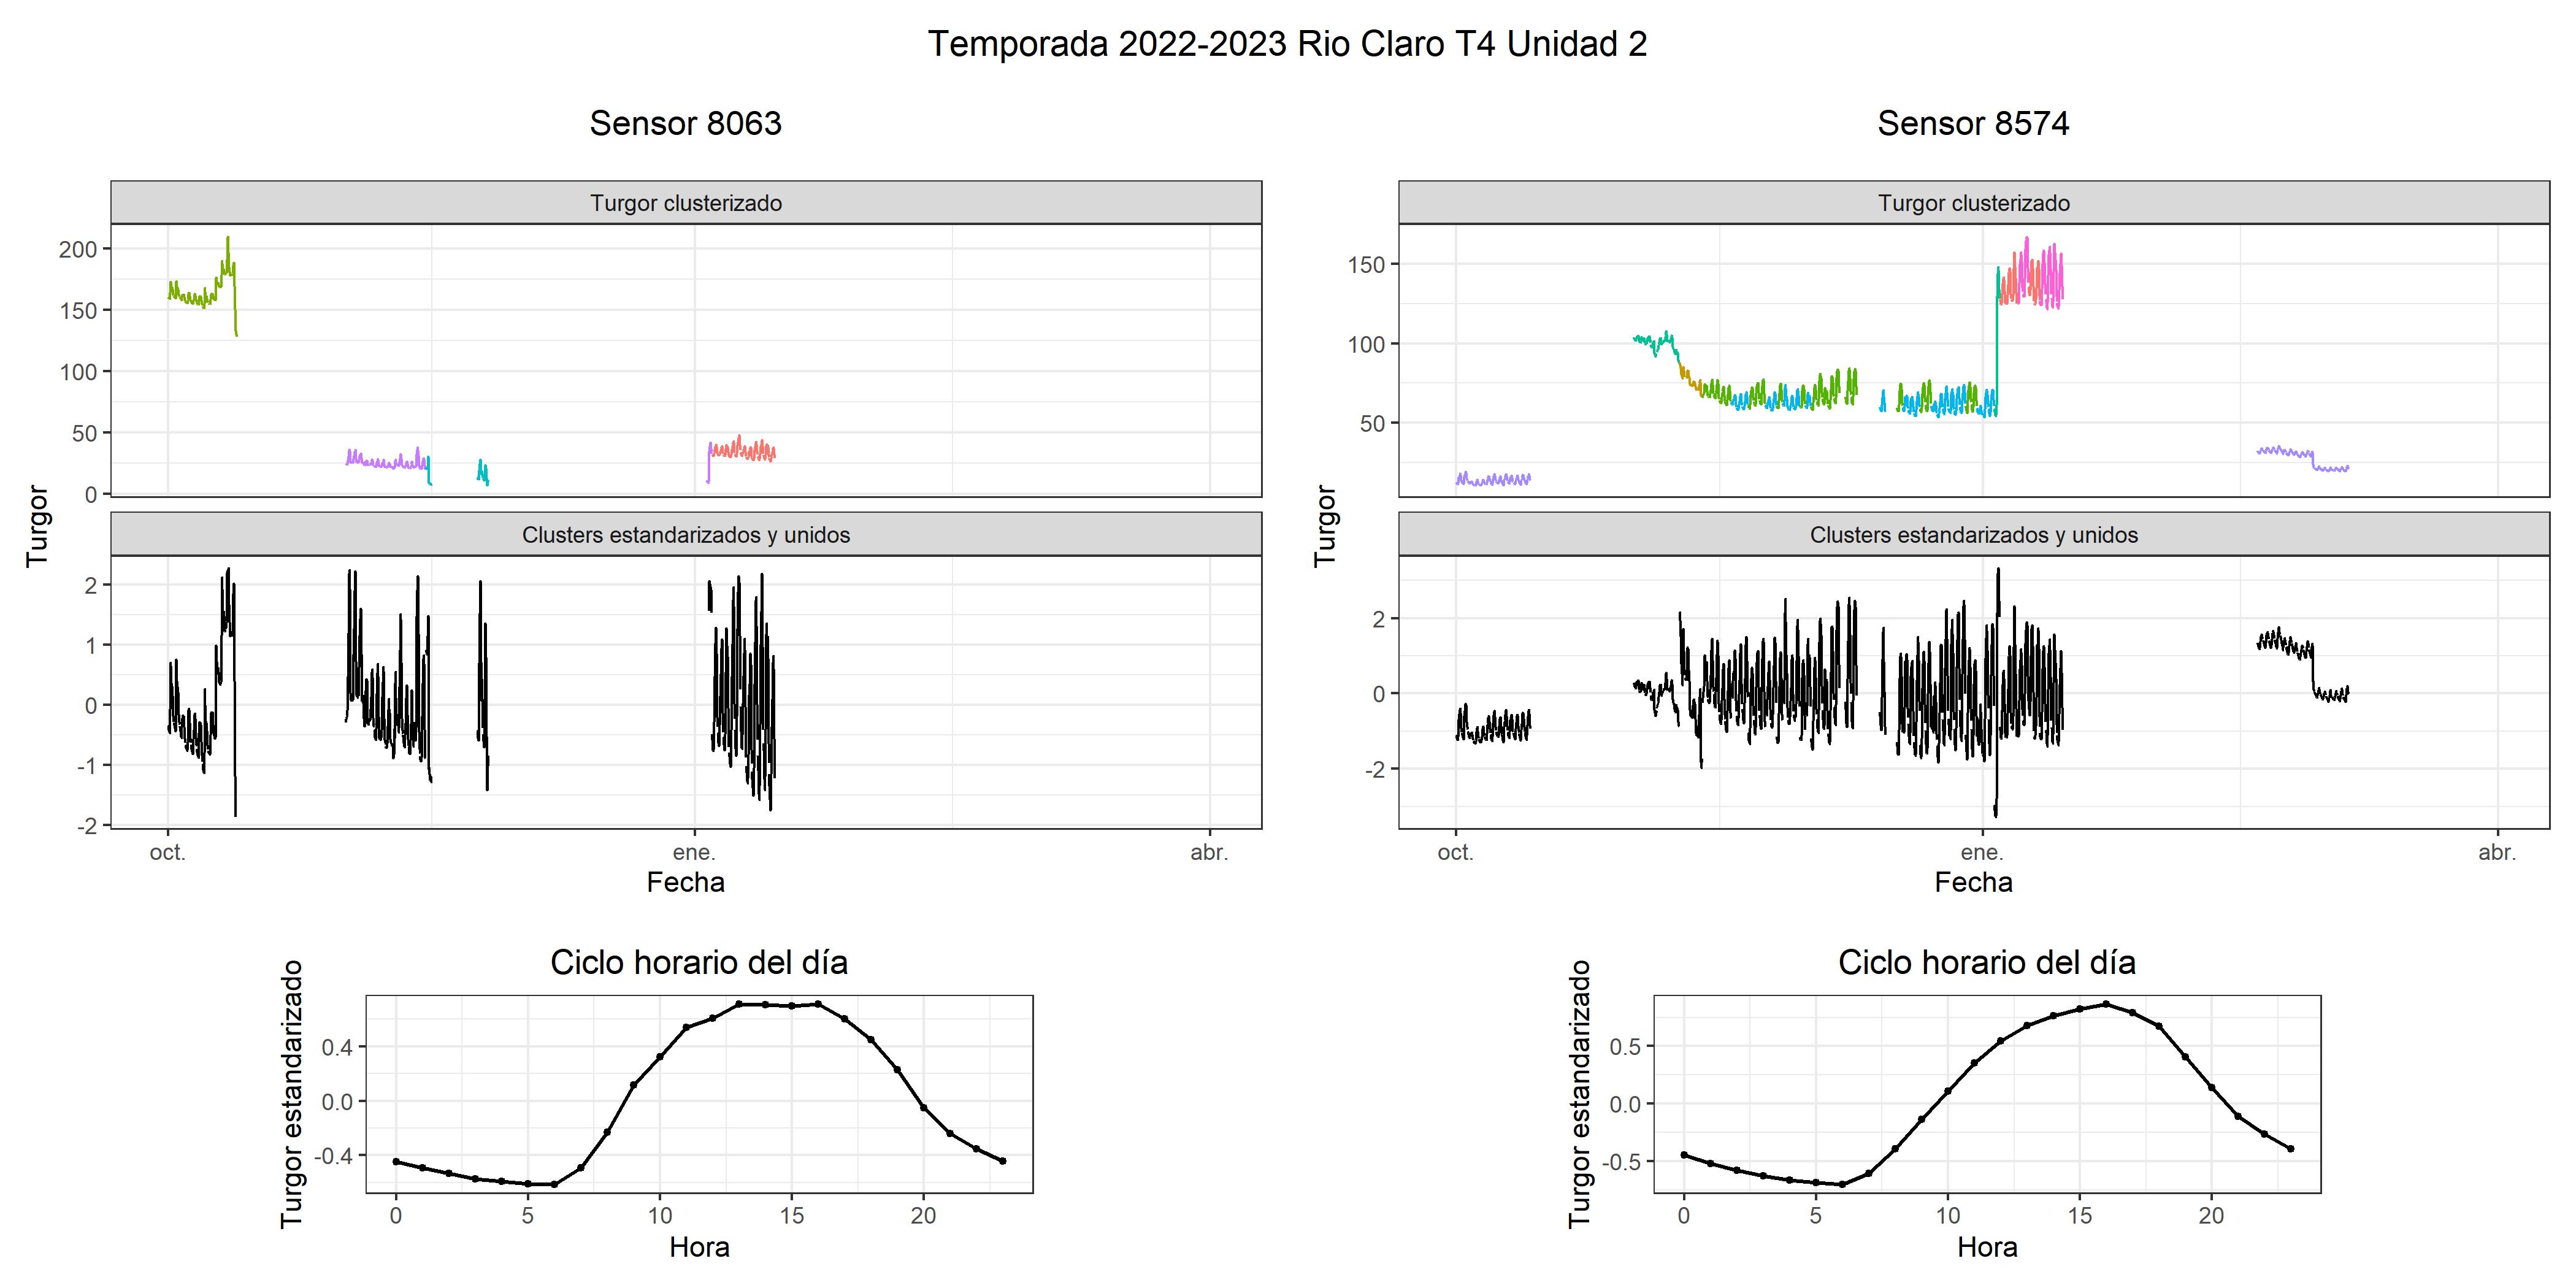 Temporada 2022-2023 Rio Claro T4 Unidad 2
Sensor 8063
Turgor clusterizado
200
150
100
50
0
Clusters estandarizados y unidos
2
1
0
-1
-2
Turgor
oct.
ene.
abr.
Fecha
Ciclo horario del día
Turgor estandarizado
0.4
0.0
-0.4
0
5
10
15
20
Hora
Sensor 8574
Turgor clusterizado
150
100
50
Clusters estandarizados y unidos
2
0
-2
Turgor
oct.
ene.
abr.
Fecha
Ciclo horario del día
Turgor estandarizado
0.5
0.0
-0.5
0
5
10
15
20
Hora